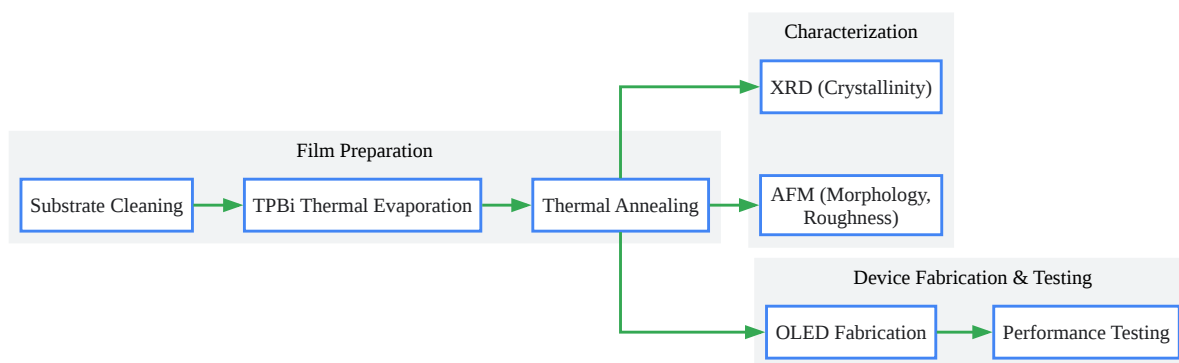 Characterization
XRD (Crystallinity)
Film Preparation
Substrate Cleaning
TPBi Thermal Evaporation
Thermal Annealing
AFM (Morphology,
Roughness)
Device Fabrication & Testing
OLED Fabrication
Performance Testing